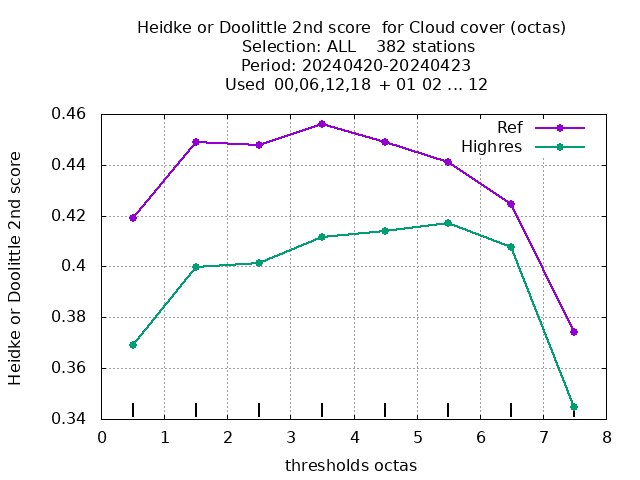 Heidke or Doolittle 2nd score  for Cloud cover (octas)
Selection: ALL    382 stations
Period: 20240420-20240423
Used  00,06,12,18 + 01 02 ... 12
Heidke or Doolittle 2nd score
0.46
0.44
0.42
0.4
0.38
0.36
0.34
Ref
Highres
0 1 2 3 4 5 6 7 8
thresholds octas